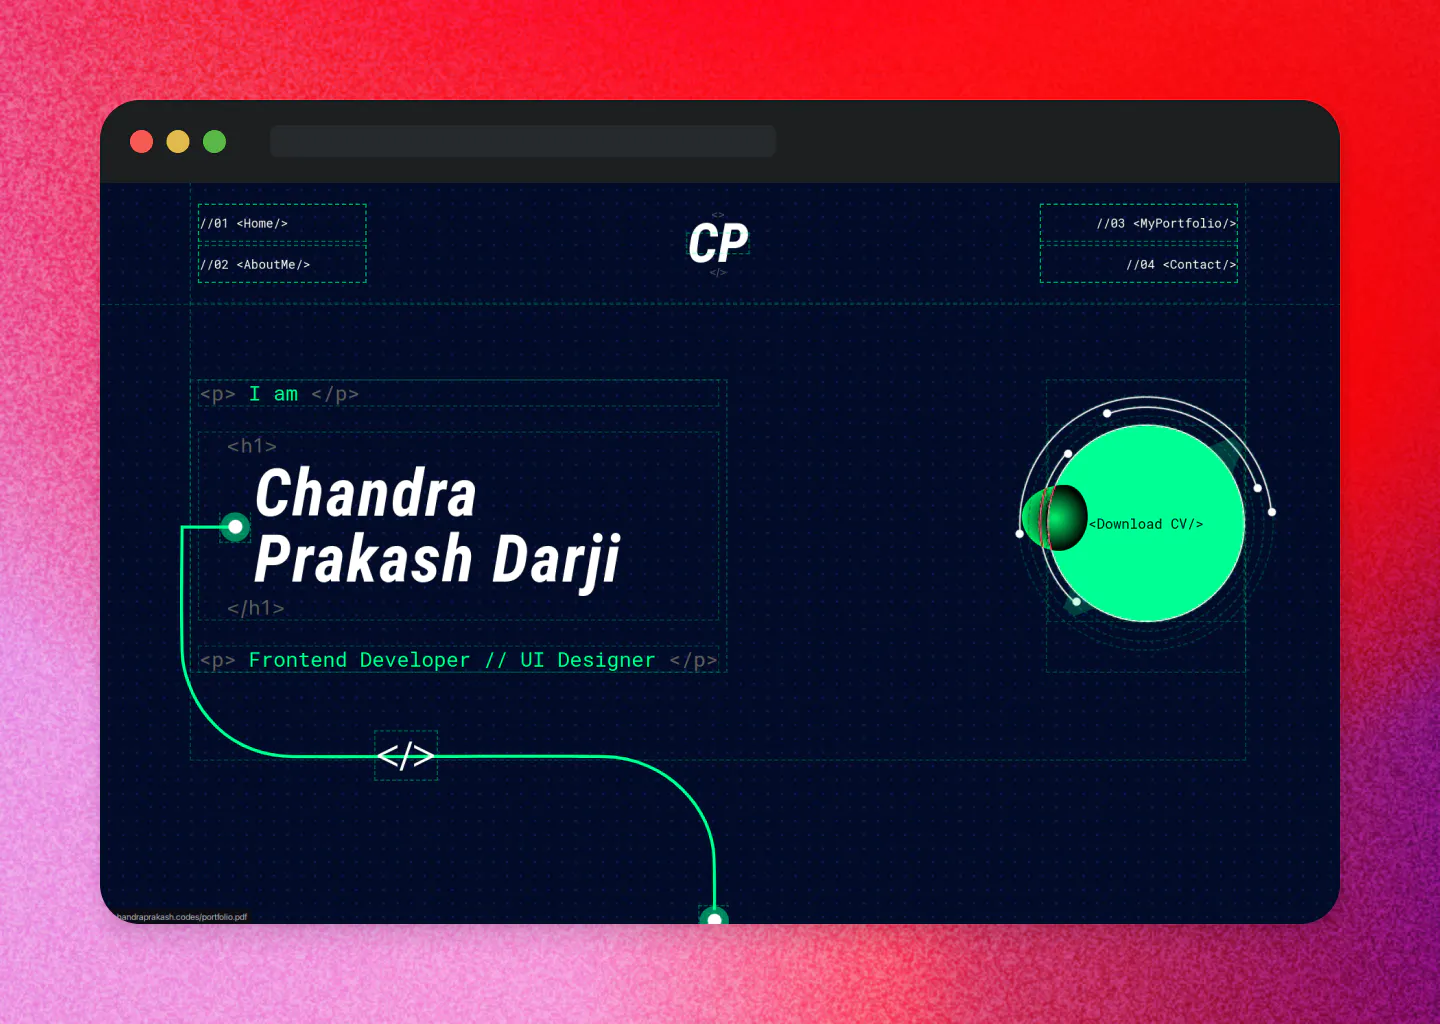 //01 <Home/>
//02 <AboutMe/>
<>
CP
</>
//03 <MyPortfolio/>
//04 <Contact/>
<p> I am </p>
<h1>
Chandra
Prakash Darji
</h1>
<p> Frontend Developer // UI Designer </p>
<Download CV/>
</>
handraprakash.codes/portfolio.pdf